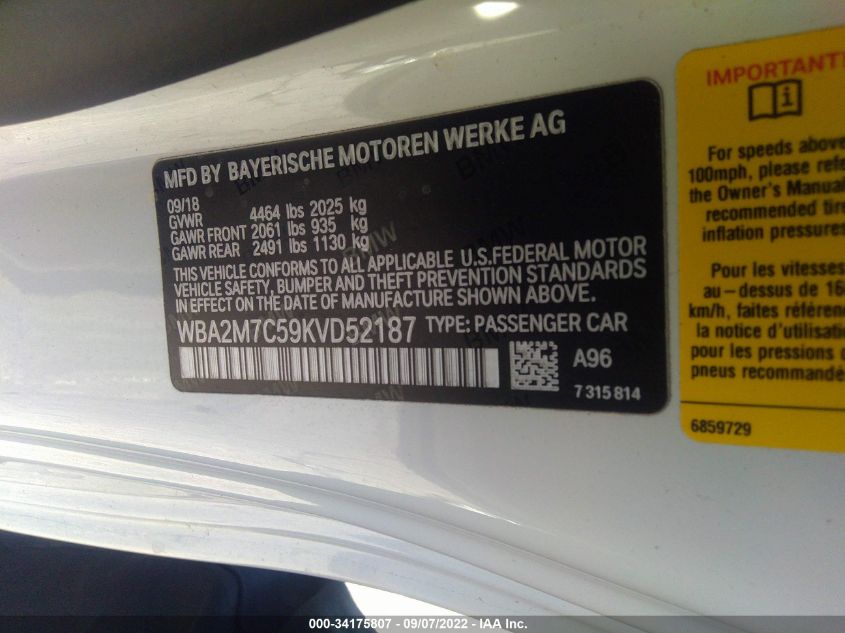 MFD BY BAYERISCHE MOTOREN WERKE AG
09/18
GVWR 4464 lbs 2025 kg
GAWR FRONT 2061 lbs 935 kg
GAWR REAR 2491 lbs 1130 kg
THIS VEHICLE CONFORMS TO ALL APPLICABLE U.S.FEDERAL MOTOR
VEHICLE SAFETY, BUMPER AND THEFT PREVENTION STANDARDS
IN EFFECT ON THE DATE OF MANUFACTURE SHOWN ABOVE.
WBA2M7C59KVD52187 TYPE: PASSENGER CAR
A96
7 315 814
IMPORTANT!
i
For speeds above
100mph, please refe
the Owner's Manual
recommended tire
inflation pressures
Pour les vitesses
au-dessus de 16
km/h, faites référenc
la notice d'utilis
pour les pressions d
pneus recommandé
6859729
000-34175807 - 09/07/2022 - IAA Inc.